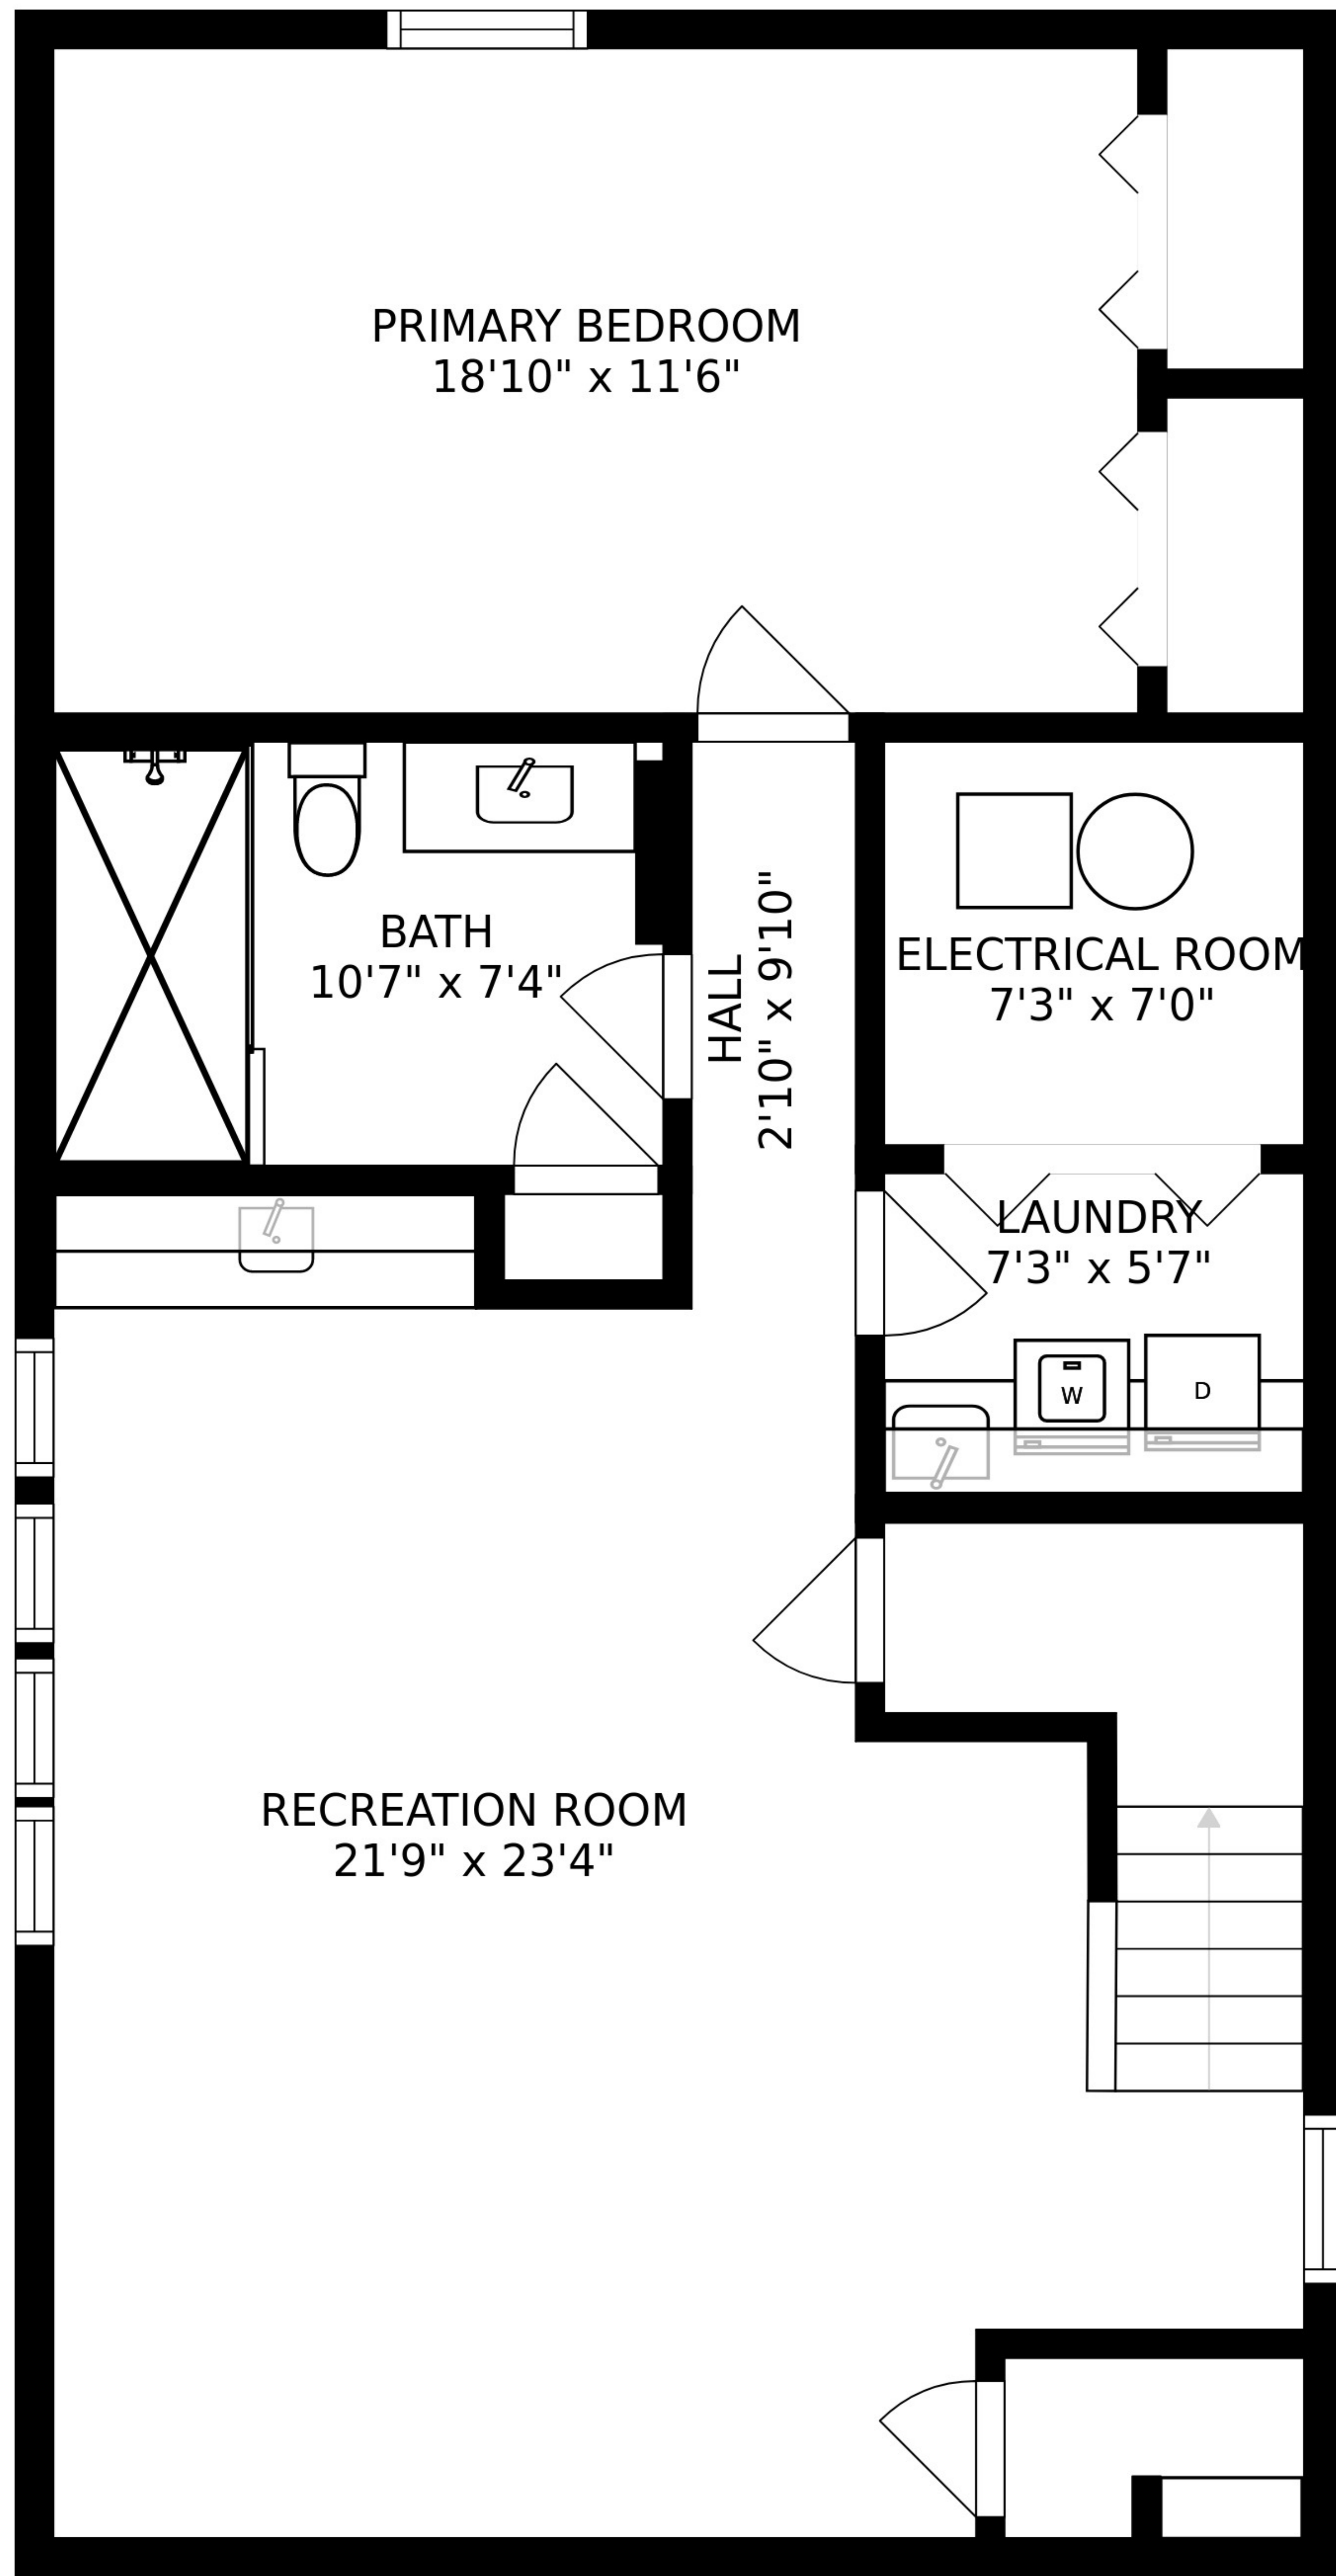 PRIMARY BEDROOM
18'10" x 11'6"
BATH
10'7" x 7'4"
HALL
2'10" x 9'10"
ELECTRICAL ROOM
7'3" x 7'0"
LAUNDRY
7'3" x 5'7"
W
D
RECREATION ROOM
21'9" x 23'4"